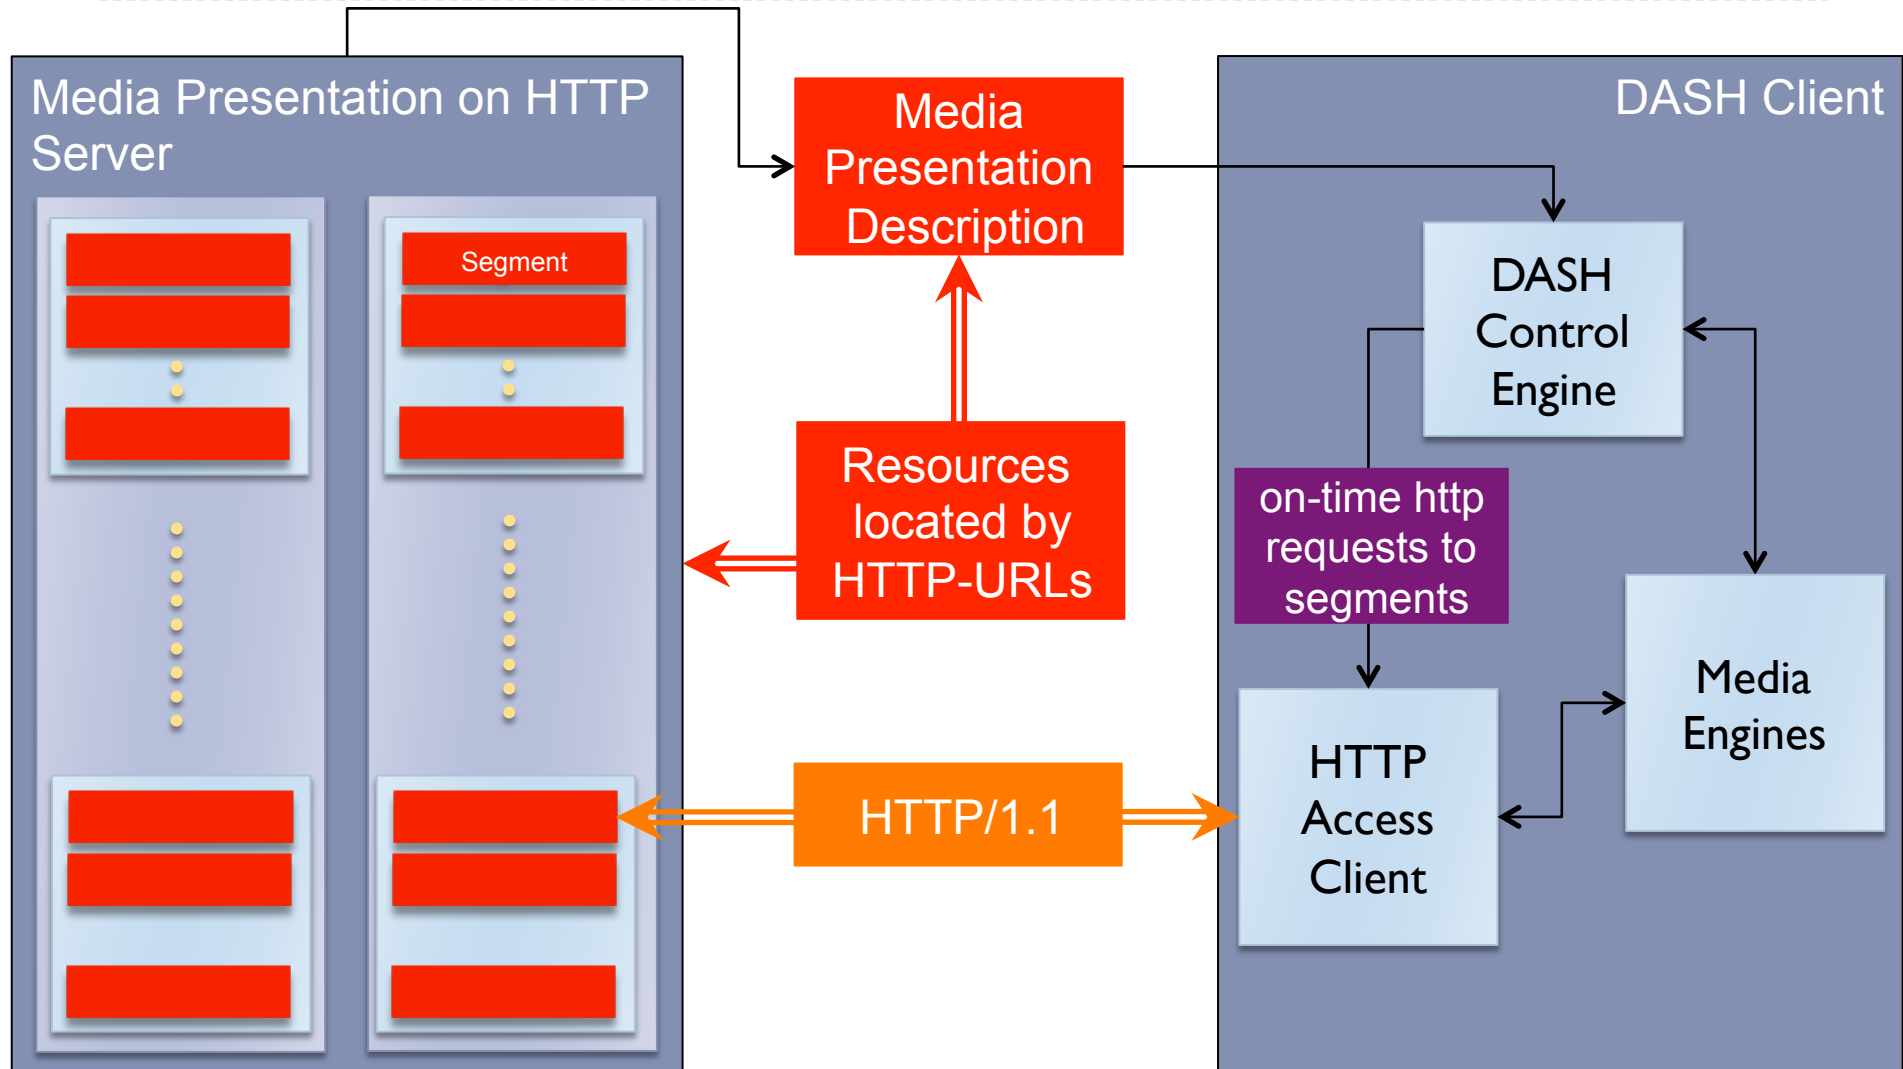 Media Presentation on HTTP
Server
Segment
Media
Presentation
Description
Resources
located by
HTTP-URLs
HTTP/1.1
DASH Client
DASH
Control
Engine
on-time http
requests to
segments
Media
Engines
HTTP
Access
Client